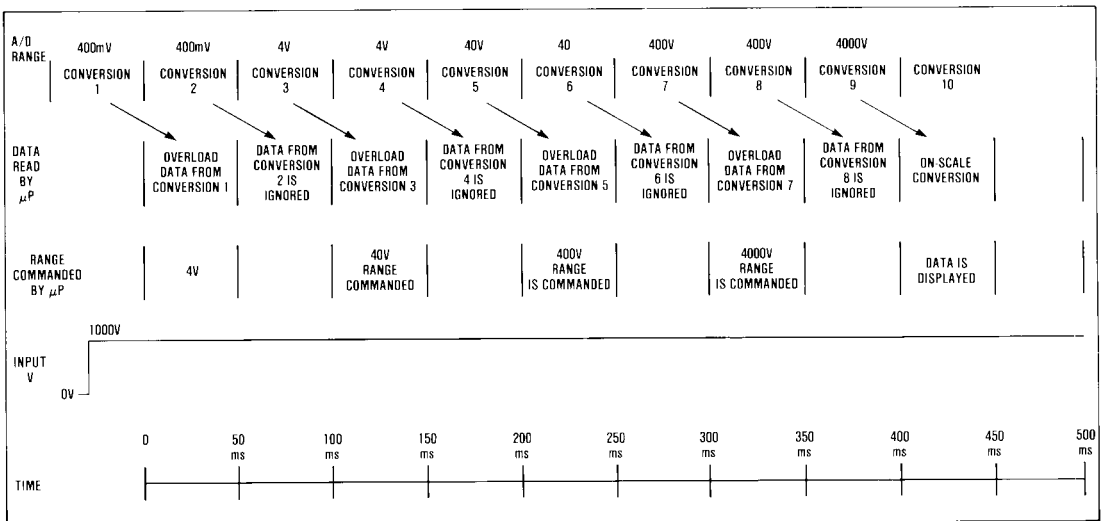 A/D
RANGE
400mV 400mV 4V 4V 40V 40 400V 400V 4000V
CONVERSION 1
CONVERSION 2
CONVERSION 3
CONVERSION 4
CONVERSION 5
CONVERSION 6
CONVERSION 7
CONVERSION 8
CONVERSION 9
CONVERSION 10
DATA
READ
BY
µP
OVERLOAD
DATA FROM
CONVERSION 1
DATA FROM
CONVERSION
2 IS
IGNORED
OVERLOAD
DATA FROM
CONVERSION 3
DATA FROM
CONVERSION
4 IS
IGNORED
OVERLOAD
DATA FROM
CONVERSION 5
DATA FROM
CONVERSION
6 IS
IGNORED
OVERLOAD
DATA FROM
CONVERSION 7
DATA FROM
CONVERSION
8 IS
IGNORED
ON-SCALE
CONVERSION
RANGE
COMMANDED
BY µP
4V
40V
RANGE
COMMANDED
400V
RANGE
IS COMMANDED
4000V
RANGE
IS COMMANDED
DATA IS
DISPLAYED
INPUT
V
1000V
0V
TIME
0
50
ms
100
ms
150
ms
200
ms
250
ms
300
ms
350
ms
400
ms
450
ms
500
ms